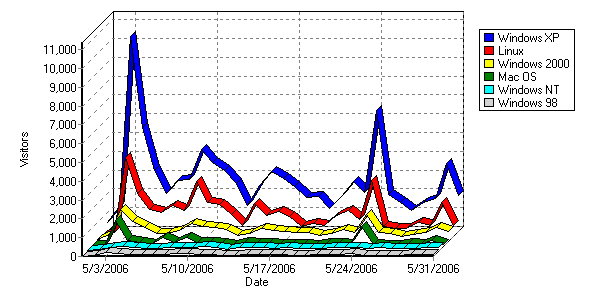 11,000
10,000
9,000
8,000
7,000
6,000
5,000
4,000
3,000
2,000
1,000
0
Visitors
5/3/2006 5/10/2006 5/17/2006 5/24/2006 5/31/2006
Date
Windows XP
Linux
Windows 2000
Mac OS
Windows NT
Windows 98